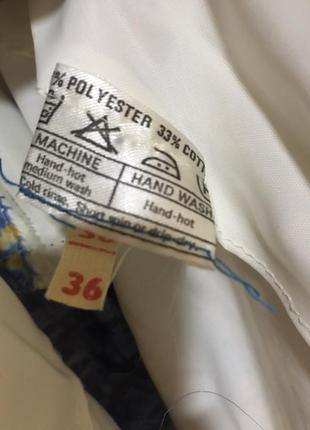 % POLYESTER 33% COTT
MACHINE
Hand-hot
medium wash
HAND WASH
Hand-hot
Cold rinse. Short spin or drip-dry
36
36